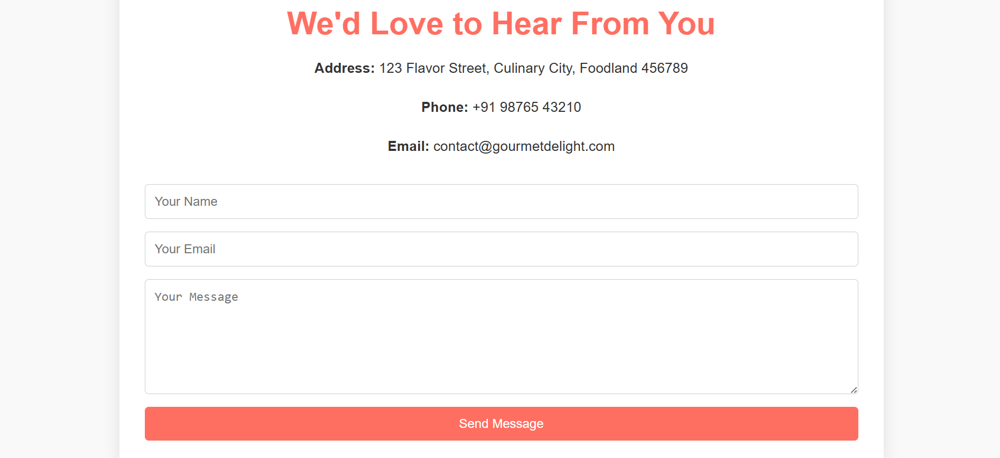 We'd Love to Hear From You
Address: 123 Flavor Street, Culinary City, Foodland 456789
Phone: +91 98765 43210
Email: contact@gourmetdelight.com
Your Name
Your Email
Your Message
Send Message